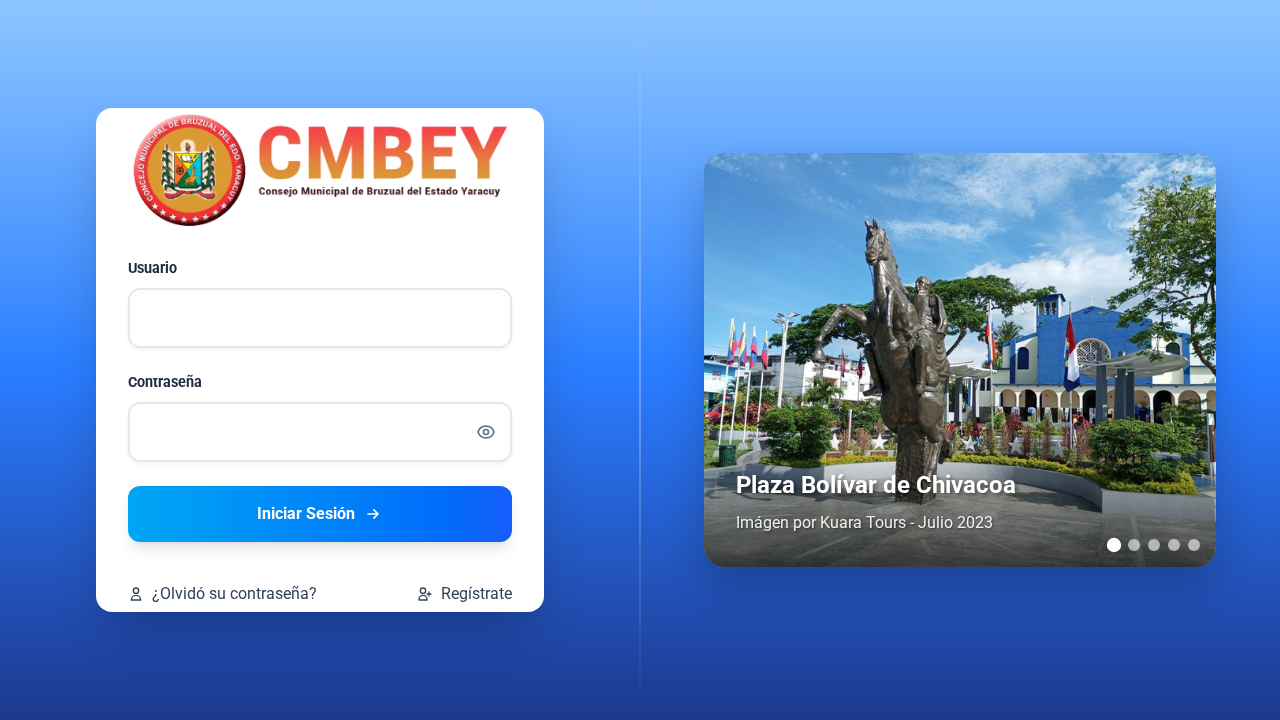 CONCEJO MUNICIPAL DE BRUZUAL DEL EDO. YARACUY
CMBEY
Consejo Municipal de Bruzual del Estado Yaracuy
Usuario
Contraseña
Iniciar Sesión
¿Olvidó su contraseña?
Regístrate
Plaza Bolívar de Chivacoa
Imágen por Kuara Tours - Julio 2023